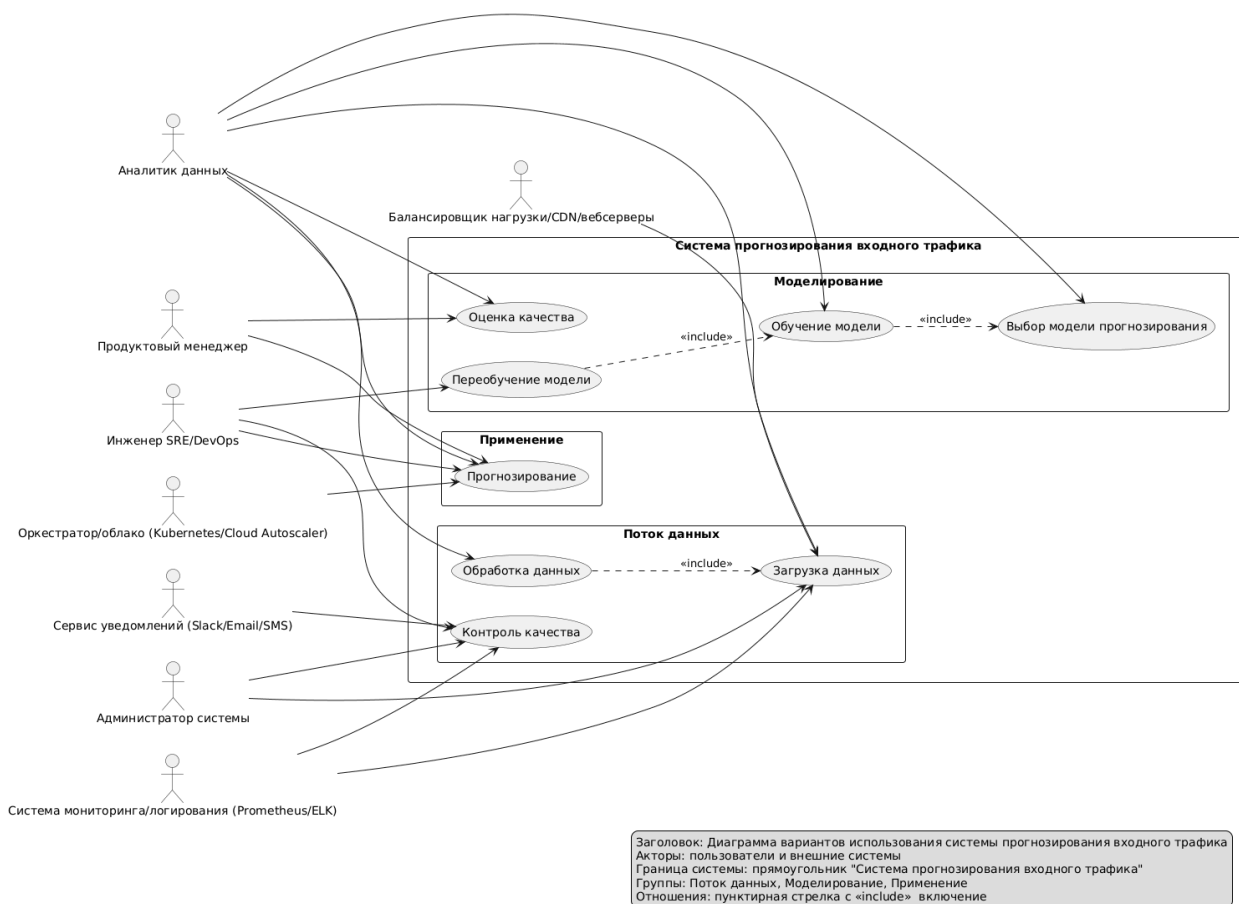 Аналитик данных
Балансировщик нагрузки/CDN/вебсерверы
Система прогнозирования входного трафика
Моделирование
Оценка качества
Обучение модели
«include»
Выбор модели прогнозирования
«include»
Переобучение модели
Продуктовый менеджер
Инженер SRE/DevOps
Применение
Прогнозирование
Оркестратор/облако (Kubernetes/Cloud Autoscaler)
Поток данных
Обработка данных
«include»
Загрузка данных
Контроль качества
Сервис уведомлений (Slack/Email/SMS)
Администратор системы
Система мониторинга/логирования (Prometheus/ELK)
Заголовок: Диаграмма вариантов использования системы прогнозирования входного трафика
Акторы: пользователи и внешние системы
Граница системы: прямоугольник "Система прогнозирования входного трафика"
Группы: Поток данных, Моделирование, Применение
Отношения: пунктирная стрелка с «include» включение